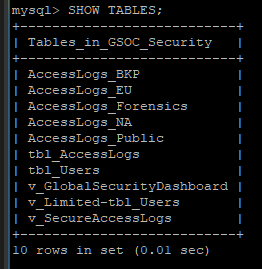 mysql> SHOW TABLES;
+---------------------------+
| Tables_in_GSOC_Security   |
+---------------------------+
| AccessLogs_BKP            |
| AccessLogs_EU             |
| AccessLogs_Forensics      |
| AccessLogs_NA             |
| AccessLogs_Public         |
| tbl_AccessLogs            |
| tbl_Users                 |
| v_GlobalSecurityDashboard |
| v_Limited-tbl_Users       |
| v_SecureAccessLogs        |
+---------------------------+
10 rows in set (0.01 sec)